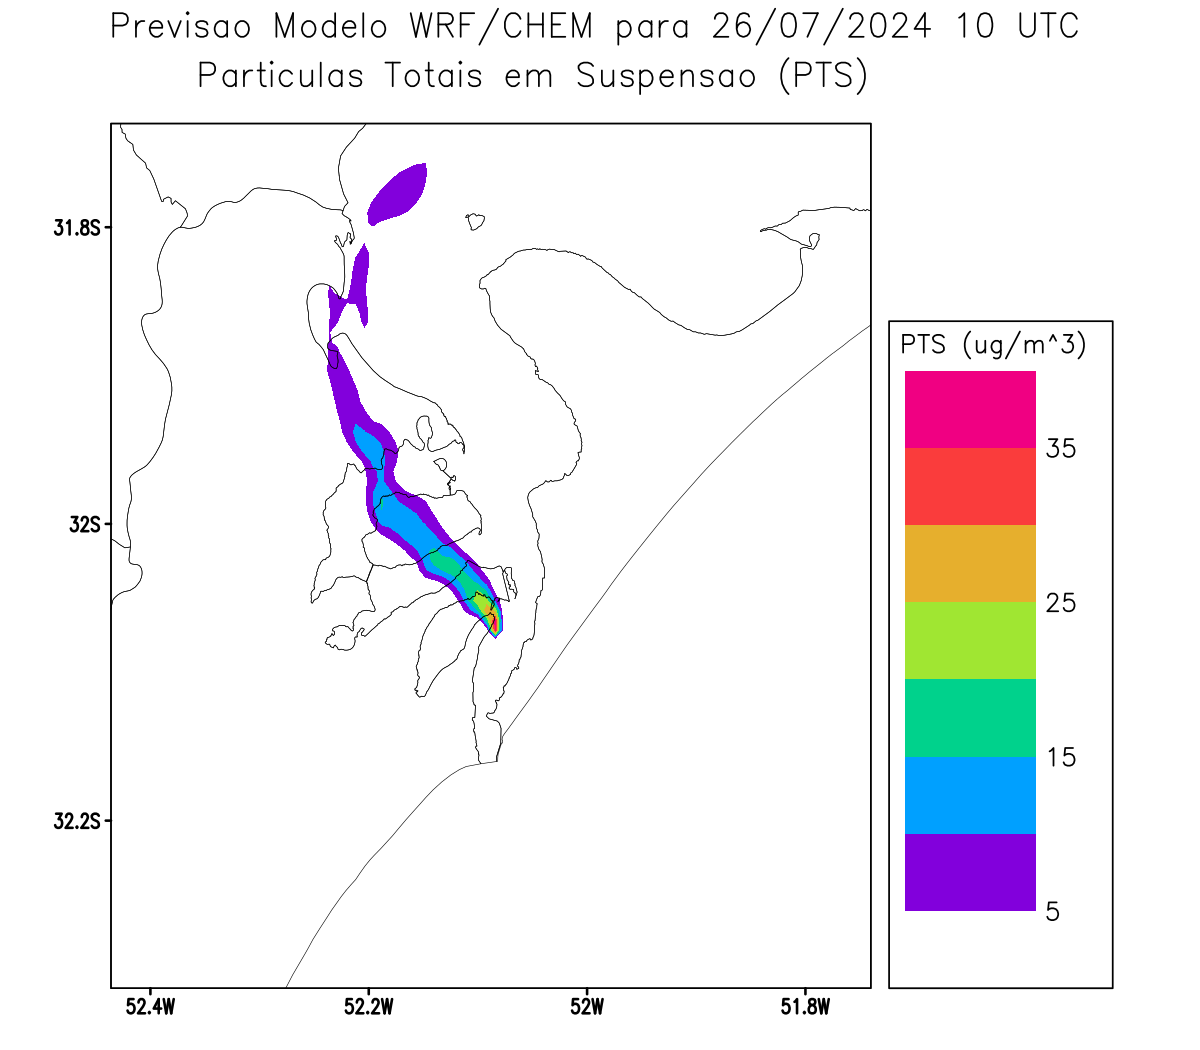 Previsao Modelo WRF/CHEM para 26/07/2024 10 UTC
Particulas Totais em Suspensao (PTS)
31.8S
32S
32.2S
52.4W
52.2W
52W
51.8W
PTS (ug/m^3)
35
25
15
5